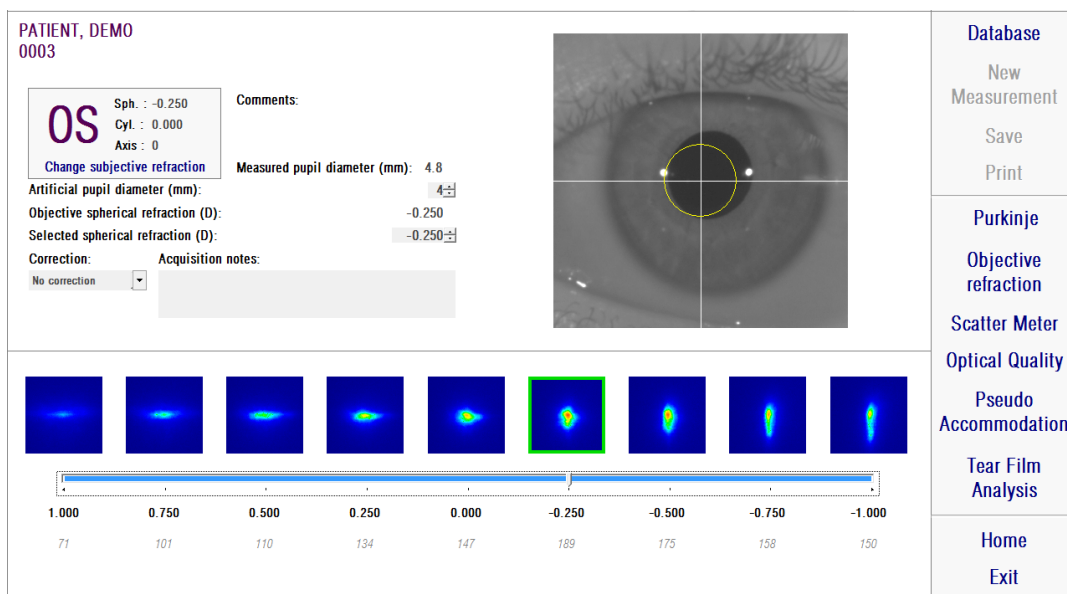 PATIENT, DEMO
0003
OS
Sph. : -0.250
Cyl. : 0.000
Axis : 0
Change subjective refraction
Comments:
Measured pupil diameter (mm): 4.8
Artificial pupil diameter (mm): 4
Objective spherical refraction (D): -0.250
Selected spherical refraction (D): -0.250
Correction:
No correction
Acquisition notes:
1.000 0.750 0.500 0.250 0.000 -0.250 -0.500 -0.750 -1.000
71 101 110 134 147 189 175 158 150
Database
New
Measurement
Save
Print
Purkinje
Objective
refraction
Scatter Meter
Optical Quality
Pseudo
Accommodation
Tear Film
Analysis
Home
Exit